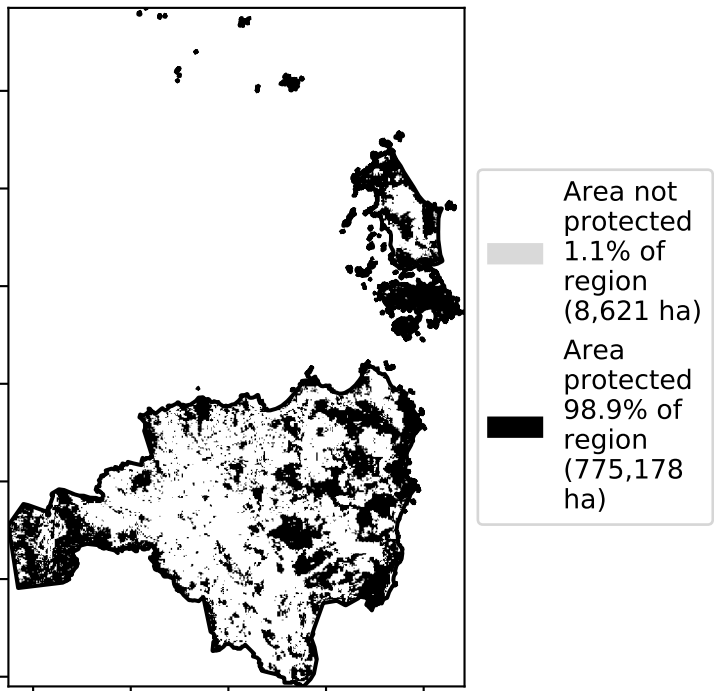 Area not
protected
1.1% of
region
(8,621 ha)
Area
protected
98.9% of
region
(775,178
ha)